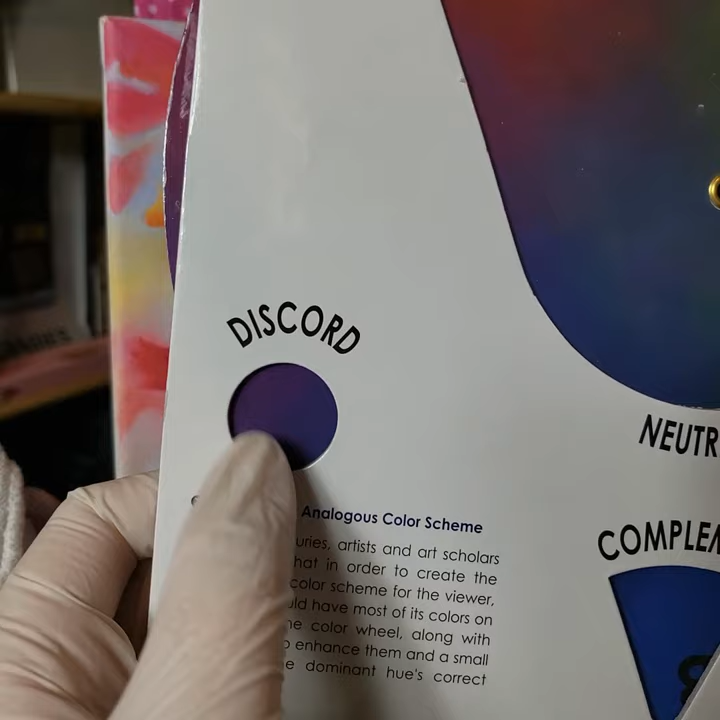 DISCORD
NEUTR
COMPLEM
Analogous Color Scheme
uries, artists and art scholars
hat in order to create the
color scheme for the viewer,
uld have most of its colors on
he color wheel, along with
o enhance them and a small
e dominant hue's correct